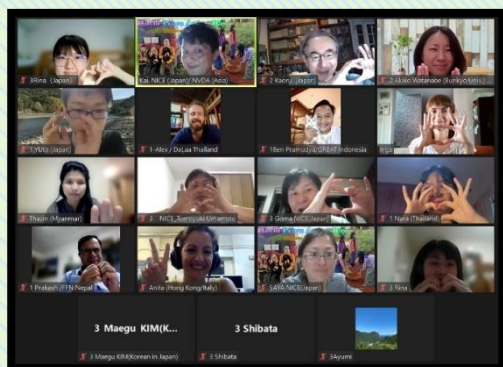 3Rina (Japan)
Kai, NICE (Japan)/ NVDA (Asia)
2 Kaoru, (Japan)
2 Akiko Watanabe (Bunkyo Univ.)
1-Alex / DaLaa Thailand
1Ben Pramudya/GREAT Indonesia
Thazin (Myanmar)
NICE
3 Gonna NICE(Japan)
1 Nara (Thailand)
1 Prakash /FFN Nepal
Anita (Hong Kong/Italy)
SAYA NICE(Japan)
3 Rina
3 Maegu KIM(K...
3 Shibata
3 Maegu KIM(Korean in Japan)
3 Shibata
3Ayumi